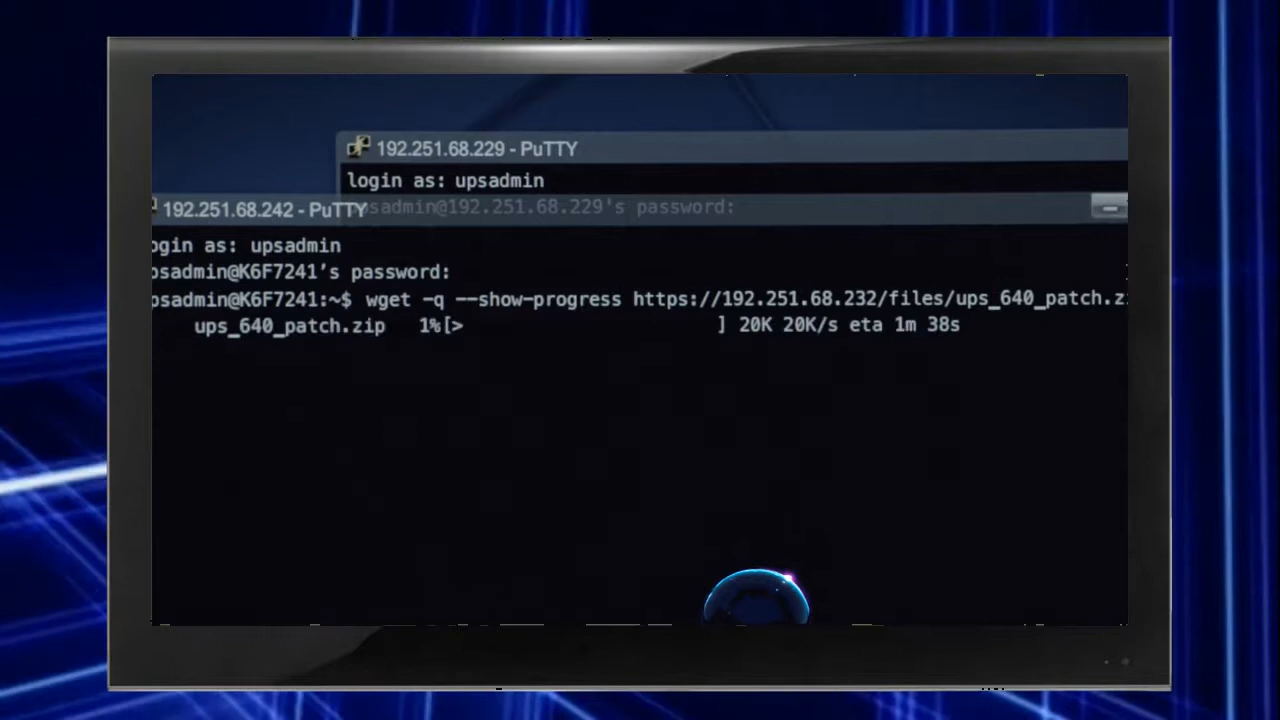 192.251.68.229 - PuTTY
login as: upsadmin
psadmin@192.251.68.229's password:
192.251.68.242 - PuTTY
ogin as: upsadmin
psadmin@K6F7241's password:
psadmin@K6F7241:~$ wget -q --show-progress https://192.251.68.232/files/ups_640_patch.z
ups_640_patch.zip 1%[> ] 20K 20K/s eta 1m 38s